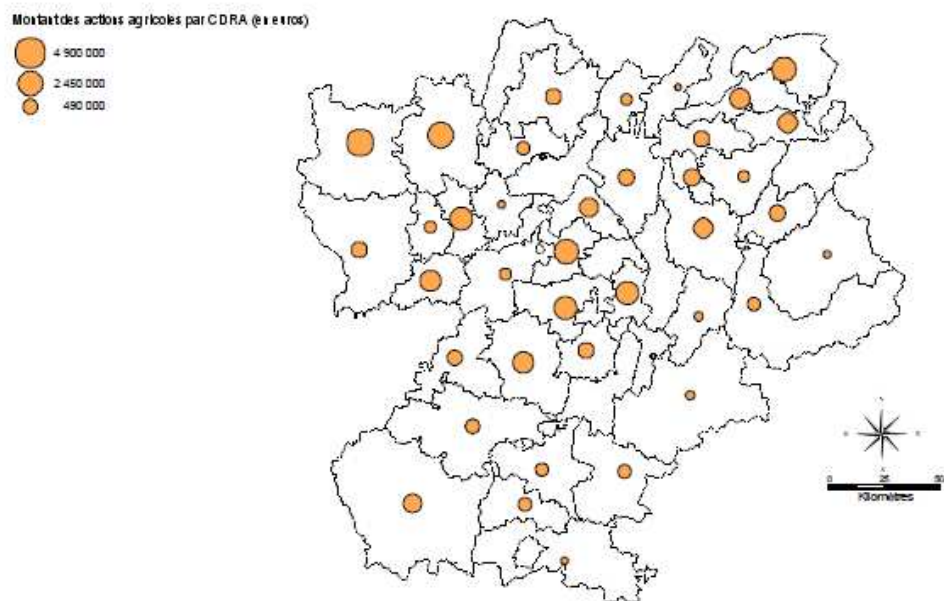 Montant des actions agricoles par CDRA (en euros)
4 900 000
2 450 000
490 000
0 25 50
Kilomètres